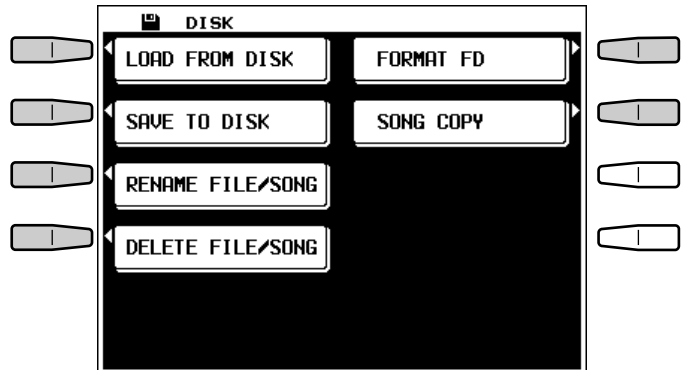 DISK
LOAD FROM DISK
FORMAT FD
SAVE TO DISK
SONG COPY
RENAME FILE/SONG
DELETE FILE/SONG